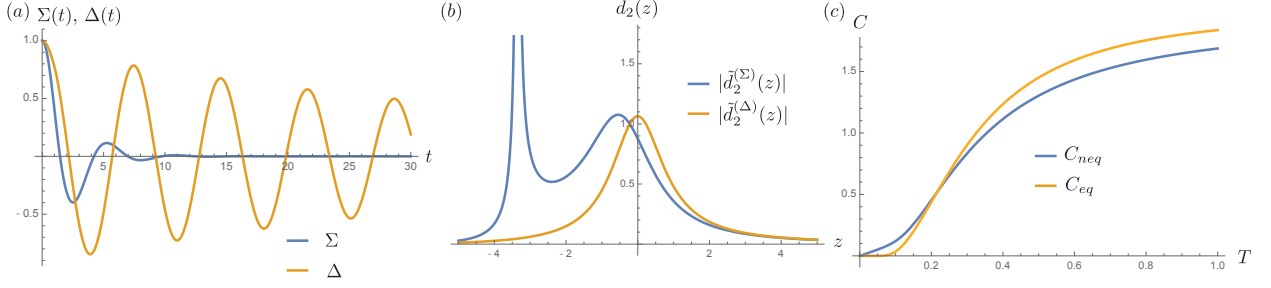 (a) Σ(t), Δ(t)
1.0
0.5
- 0.5
5 10 15 20 25 30 t
Σ
Δ
(b) d₂(z)
1.5
1.0
0.5
- 4 - 2 2 4 z
|d̃₂^(Σ)(z)|
|d̃₂^(Δ)(z)|
(c) C
1.5
1.0
0.5
0.2 0.4 0.6 0.8 1.0 T
C_neq
C_eq